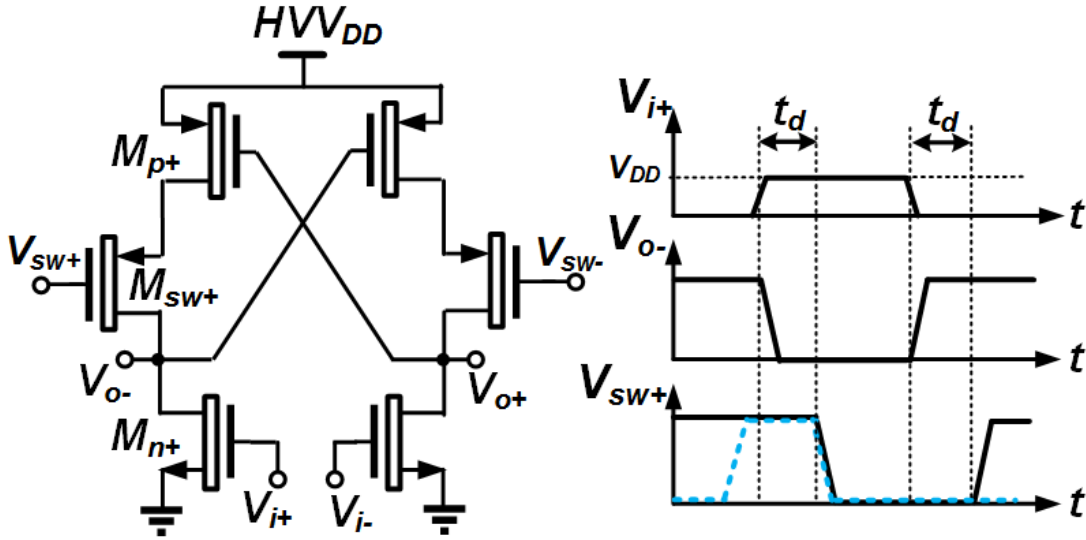 HVV_DD
M_p+
V_sw+
M_sw+
V_sw-
V_o-
V_o+
M_n+
V_i+
V_i-
V_i+
t_d
t_d
V_DD
t
V_o-
t
V_sw+
t